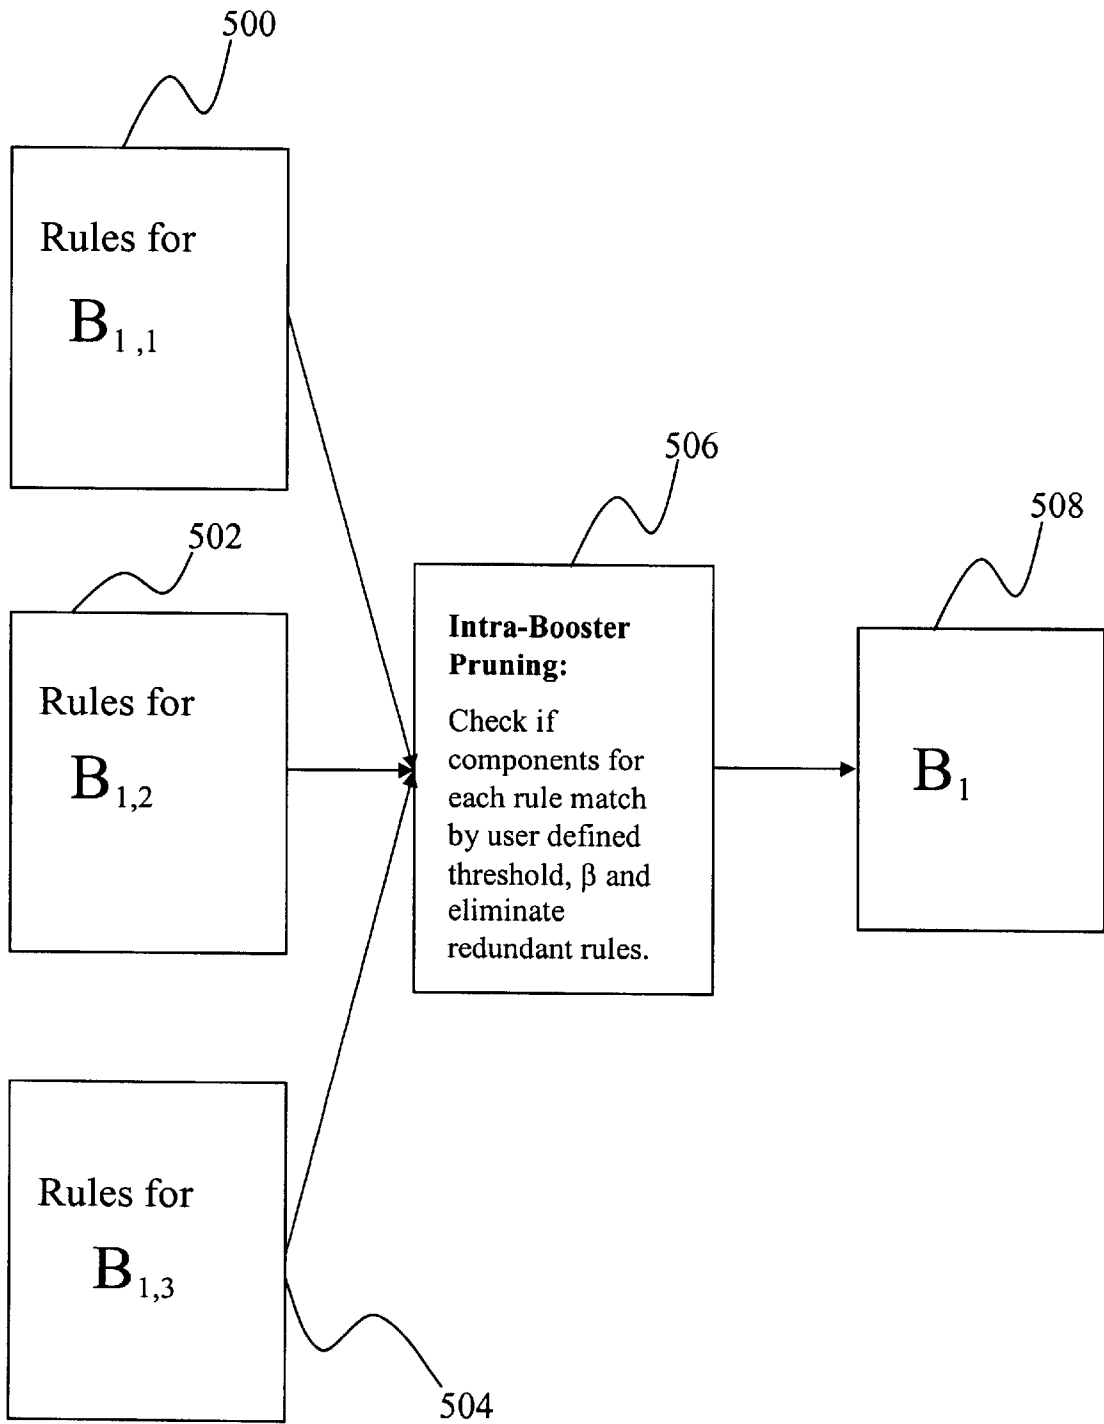 500
Rules for
B1,1
502
Rules for
B1,2
Rules for
B1,3
504
506
Intra-Booster
Pruning:
Check if
components for
each rule match
by user defined
threshold, β and
eliminate
redundant rules.
508
B1